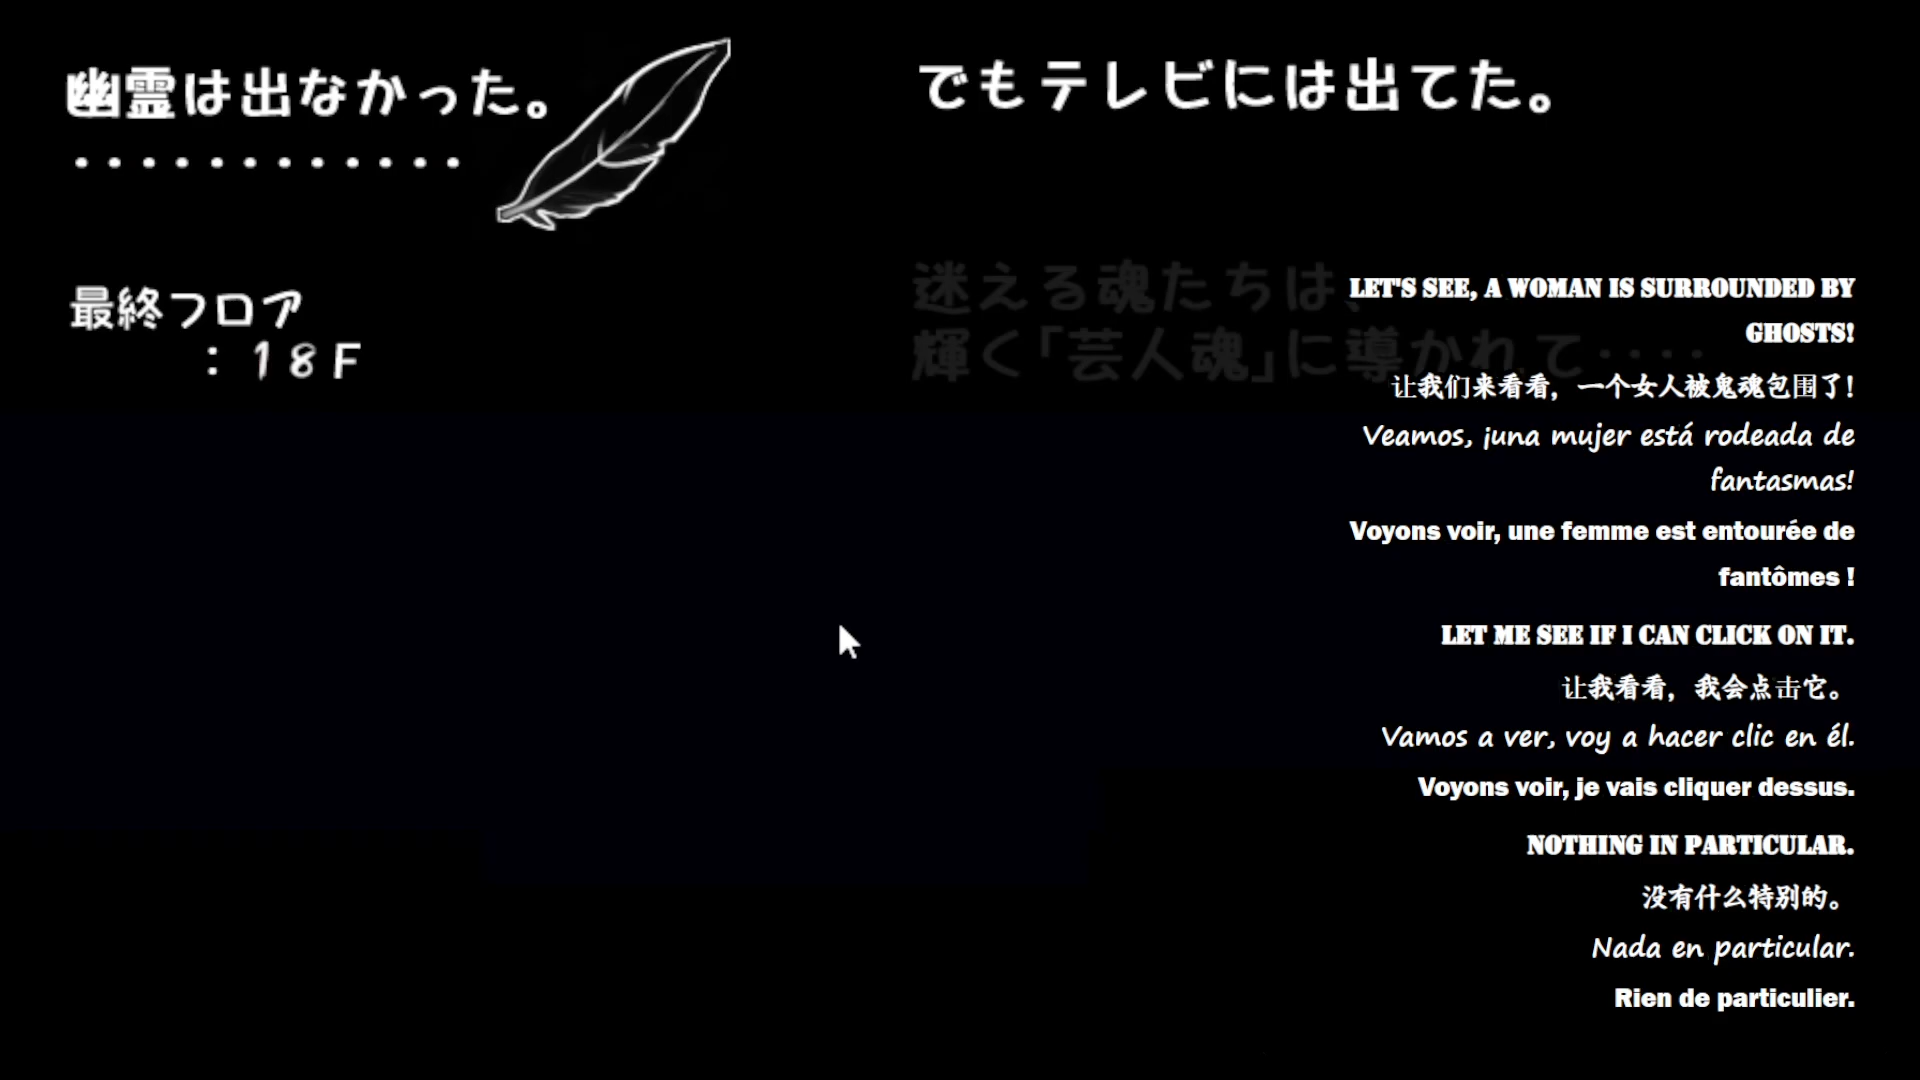 幽霊は出なかった。
・・・・・・・・・・・・
最終フロア
：18F
でもテレビには出てた。
迷える魂たちは、
輝く「芸人魂」に導かれて‥‥
LET'S SEE, A WOMAN IS SURROUNDED BY
GHOSTS!
让我们来看看，一个女人被鬼魂包围了!
Veamos, ¡una mujer está rodeada de
fantasmas!
Voyons voir, une femme est entourée de
fantômes !
LET ME SEE IF I CAN CLICK ON IT.
让我看看，我会点击它。
Vamos a ver, voy a hacer clic en él.
Voyons voir, je vais cliquer dessus.
NOTHING IN PARTICULAR.
没有什么特别的。
Nada en particular.
Rien de particulier.